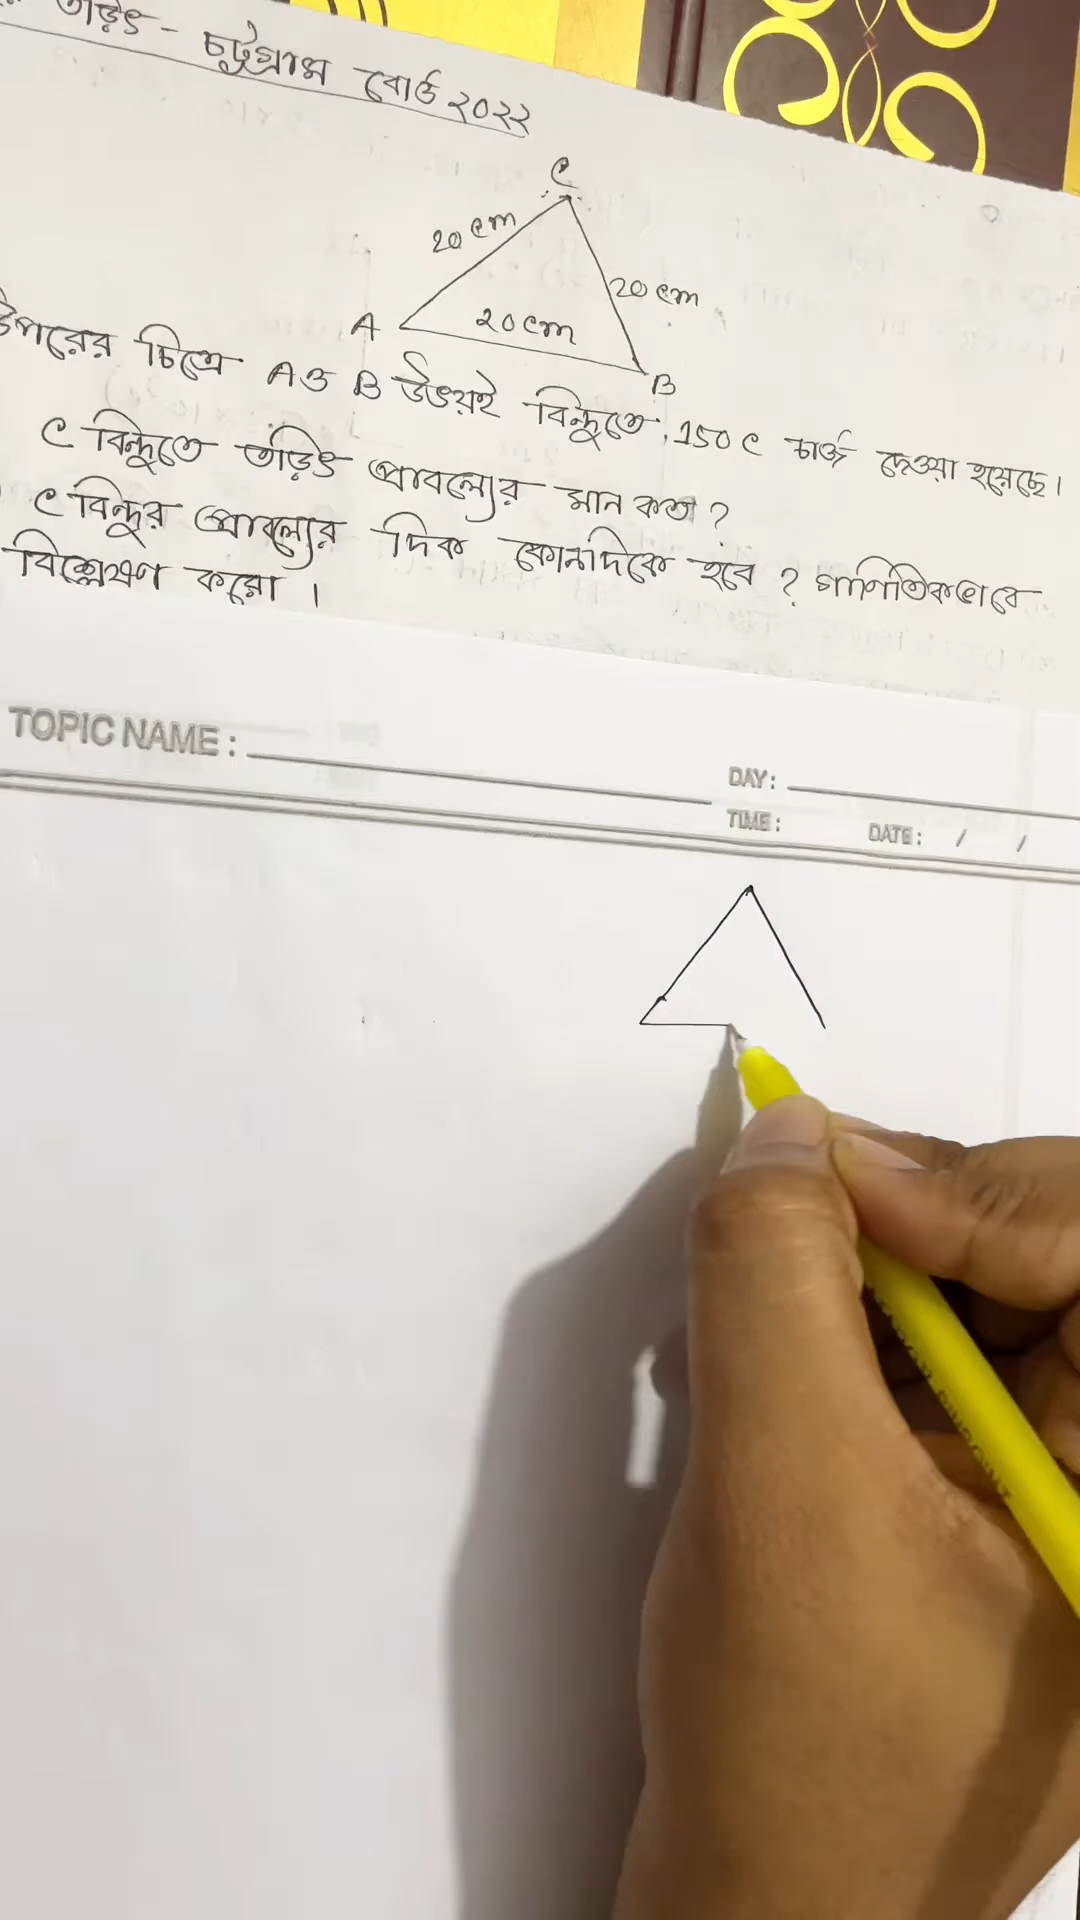 তড়িৎ - চট্টগ্রাম বোর্ড ২০২২
C
20 cm
20 cm
20 cm
A
B
উপরের চিত্রে A ও B উভয়ই বিন্দুতে 150 C চার্জ দেওয়া হয়েছে।
C বিন্দুতে তড়িৎ প্রাবল্যের মান কত?
C বিন্দুর প্রাবল্যের দিক কোনদিকে হবে? গাণিতিকভাবে
বিশ্লেষণ করো।
TOPIC NAME :
DAY :
TIME :
DATE : / /